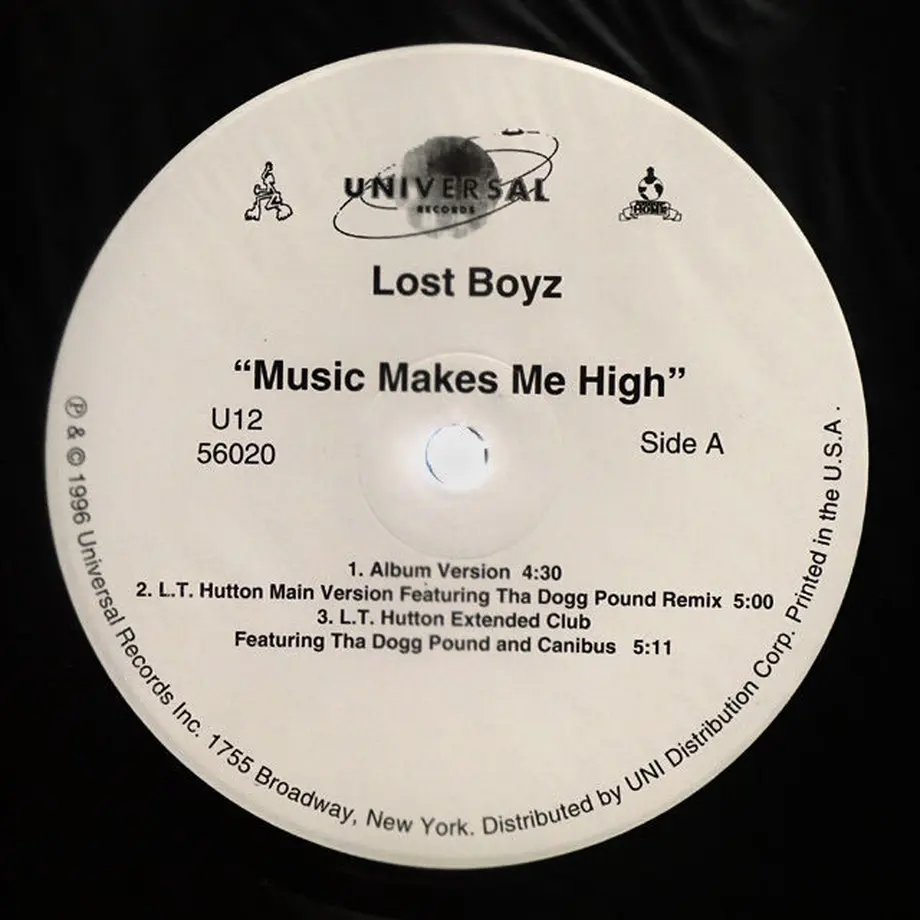 UNIVERSAL
RECORDS
Lost Boyz
“Music Makes Me High”
U12
56020
Side A
1. Album Version 4:30
2. L.T. Hutton Main Version Featuring Tha Dogg Pound Remix 5:00
3. L.T. Hutton Extended Club
Featuring Tha Dogg Pound and Canibus 5:11
℗ & © 1996 Universal Records Inc. 1755 Broadway, New York. Distributed by UNI Distribution Corp. Printed in the U.S.A.